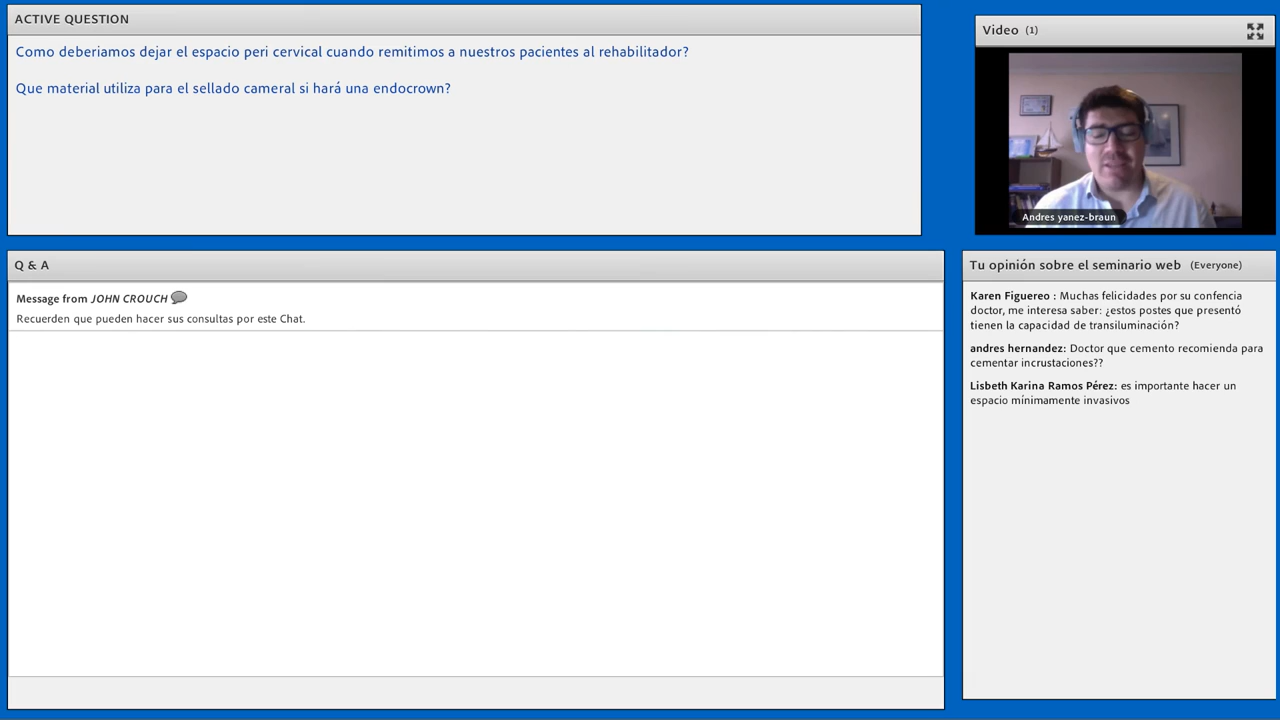 ACTIVE QUESTION
Como deberiamos dejar el espacio peri cervical cuando remitimos a nuestros pacientes al rehabilitador?
Que material utiliza para el sellado cameral si hará una endocrown?
Video (1)
Andres yanez-braun
Q & A
Message from JOHN CROUCH
Recuerden que pueden hacer sus consultas por este Chat.
Tu opinión sobre el seminario web (Everyone)
Karen Figuereo : Muchas felicidades por su confencia
doctor, me interesa saber: ¿estos postes que presentó
tienen la capacidad de transiluminación?
andres hernandez: Doctor que cemento recomienda para
cementar incrustaciones??
Lisbeth Karina Ramos Pérez: es importante hacer un
espacio mínimamente invasivos